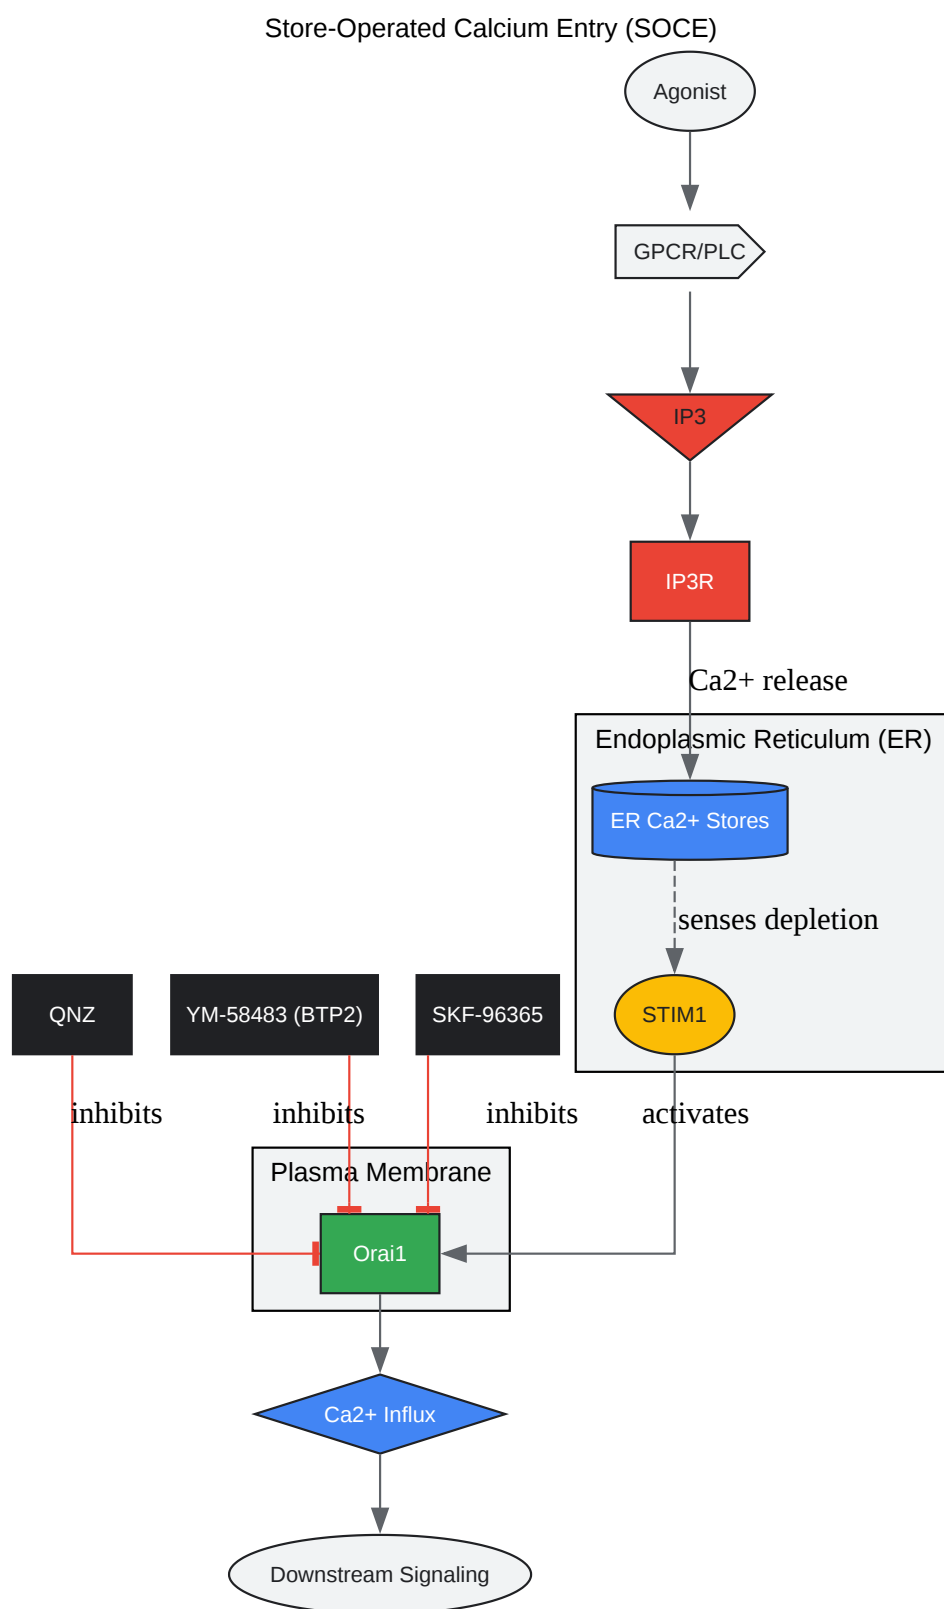 Store-Operated Calcium Entry (SOCE)
Agonist
GPCR/PLC
IP3
IP3R
Ca2+ release
Endoplasmic Reticulum (ER)
ER Ca2+ Stores
senses depletion
QNZ
YM-58483 (BTP2)
SKF-96365
STIM1
inhibits
inhibits
inhibits
activates
Plasma Membrane
Orai1
Ca2+ Influx
Downstream Signaling